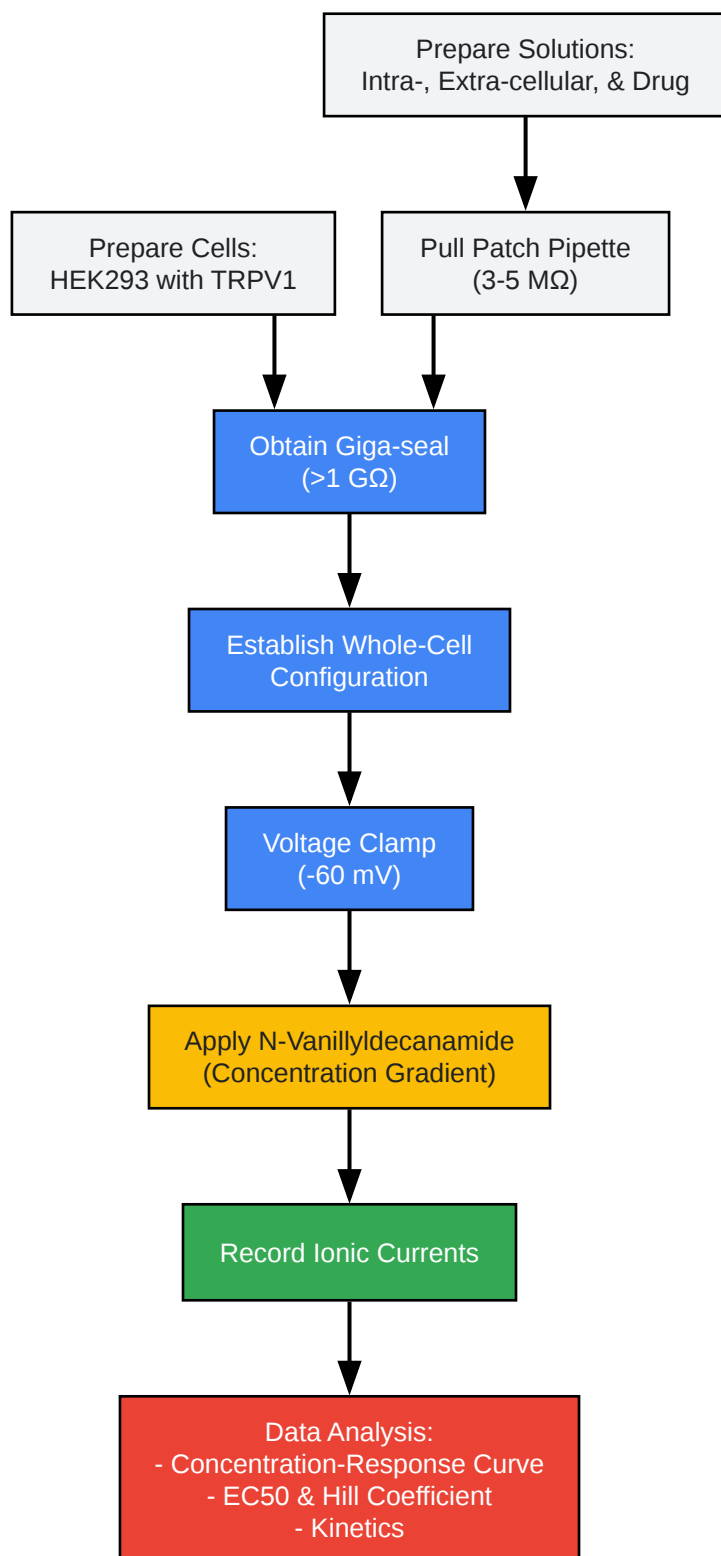 Prepare Solutions:
Intra-, Extra-cellular, & Drug
Prepare Cells:
HEK293 with TRPV1
Pull Patch Pipette
(3-5 MΩ)
Obtain Giga-seal
(>1 GΩ)
Establish Whole-Cell
Configuration
Voltage Clamp
(-60 mV)
Apply N-Vanillyldecanamide
(Concentration Gradient)
Record Ionic Currents
Data Analysis:
- Concentration-Response Curve
- EC50 & Hill Coefficient
- Kinetics